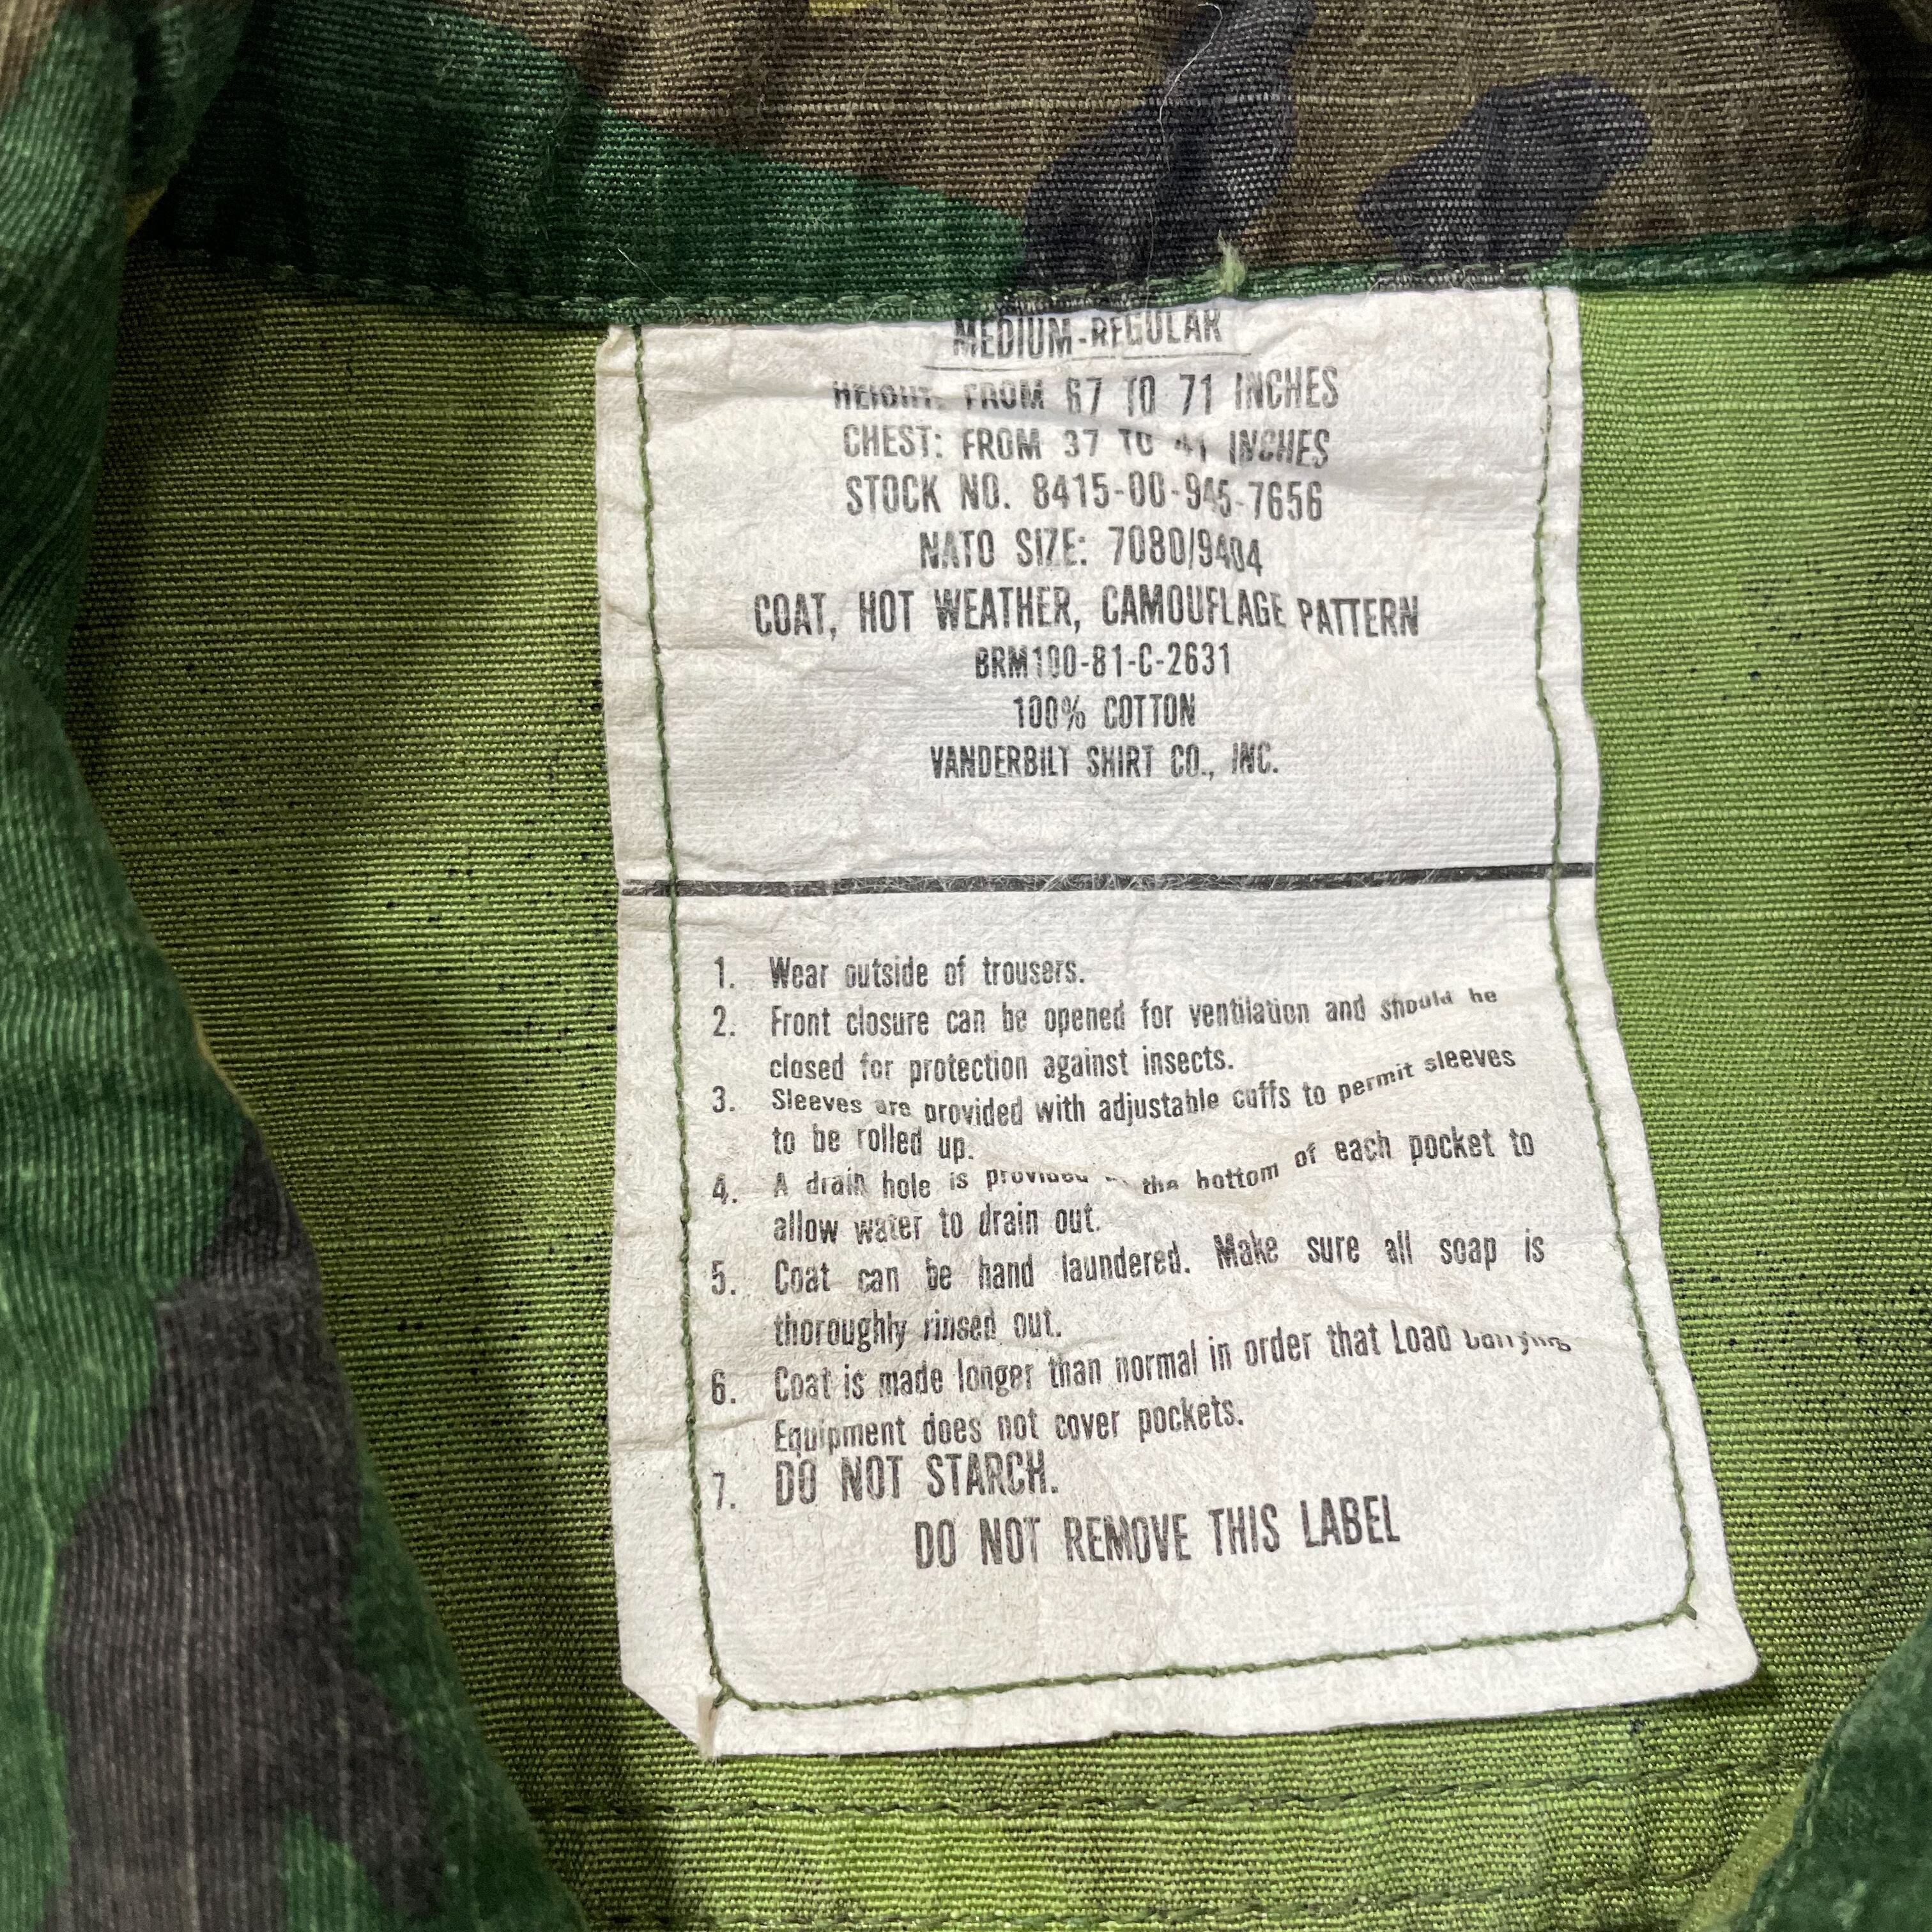 MEDIUM-REGULAR
HEIGHT: FROM 67 TO 71 INCHES
CHEST: FROM 37 TO 41 INCHES
STOCK NO. 8415-00-945-7656
NATO SIZE: 7080/9404
COAT, HOT WEATHER, CAMOUFLAGE PATTERN
BRM100-81-C-2631
100% COTTON
VANDERBILT SHIRT CO., INC.
1. Wear outside of trousers.
2. Front closure can be opened for ventilation and should be
closed for protection against insects.
3. Sleeves are provided with adjustable cuffs to permit sleeves
to be rolled up.
4. A drain hole is provided the bottom of each pocket to
allow water to drain out.
5. Coat can be hand laundered. Make sure all soap is
thoroughly rinsed out.
6. Coat is made longer than normal in order that Load Carrying
Equipment does not cover pockets.
7. DO NOT STARCH.
DO NOT REMOVE THIS LABEL